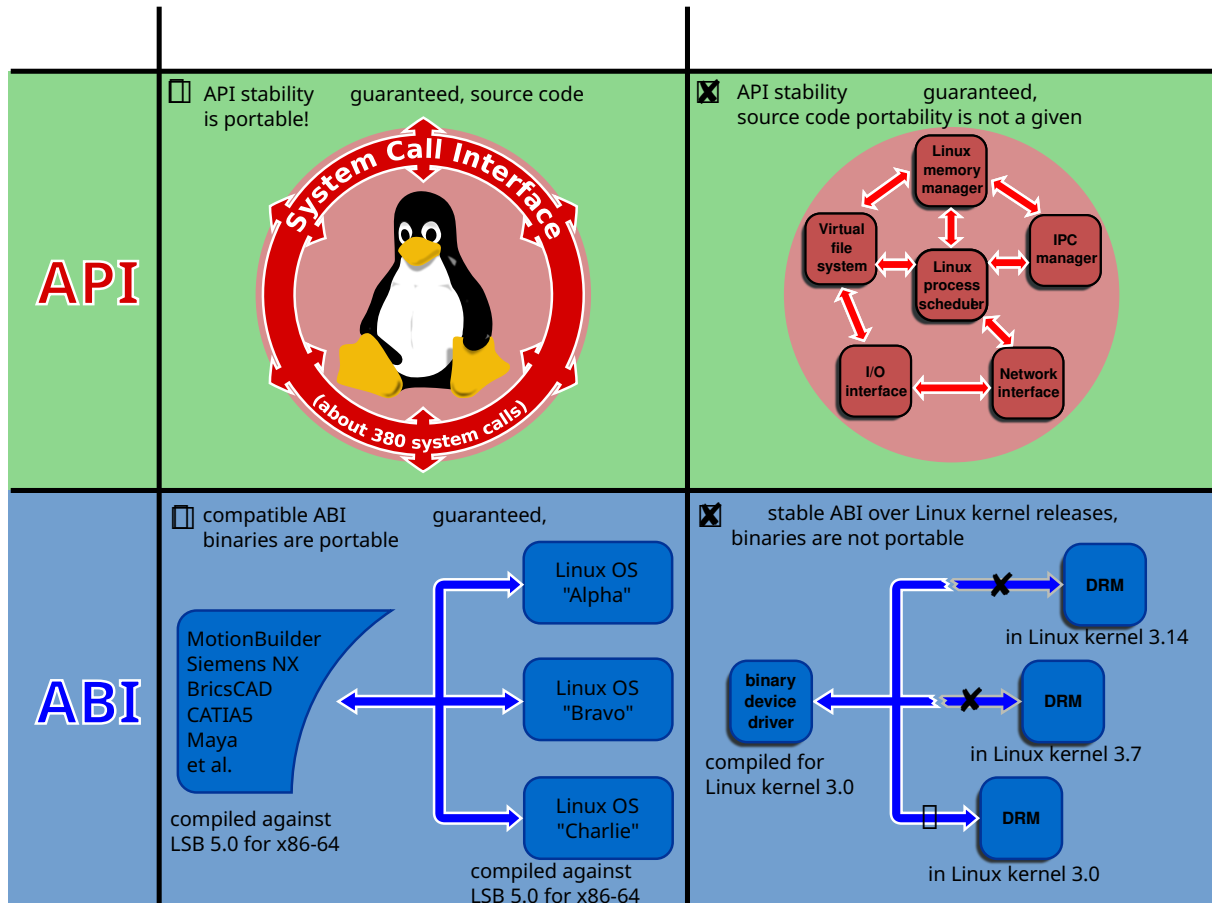 API stability guaranteed, source code
is portable!
System Call Interface
(about 380 system calls)
API stability guaranteed,
source code portability is not a given
Linux
memory
manager
Virtual
file
system
IPC
manager
Linux
process
scheduler
I/O
interface
Network
interface
API
compatible ABI guaranteed,
binaries are portable
MotionBuilder
Siemens NX
BricsCAD
CATIA5
Maya
et al.
compiled against
LSB 5.0 for x86-64
Linux OS
"Alpha"
Linux OS
"Bravo"
Linux OS
"Charlie"
compiled against
LSB 5.0 for x86-64
stable ABI over Linux kernel releases,
binaries are not portable
binary
device
driver
compiled for
Linux kernel 3.0
DRM
in Linux kernel 3.14
DRM
in Linux kernel 3.7
DRM
in Linux kernel 3.0
ABI